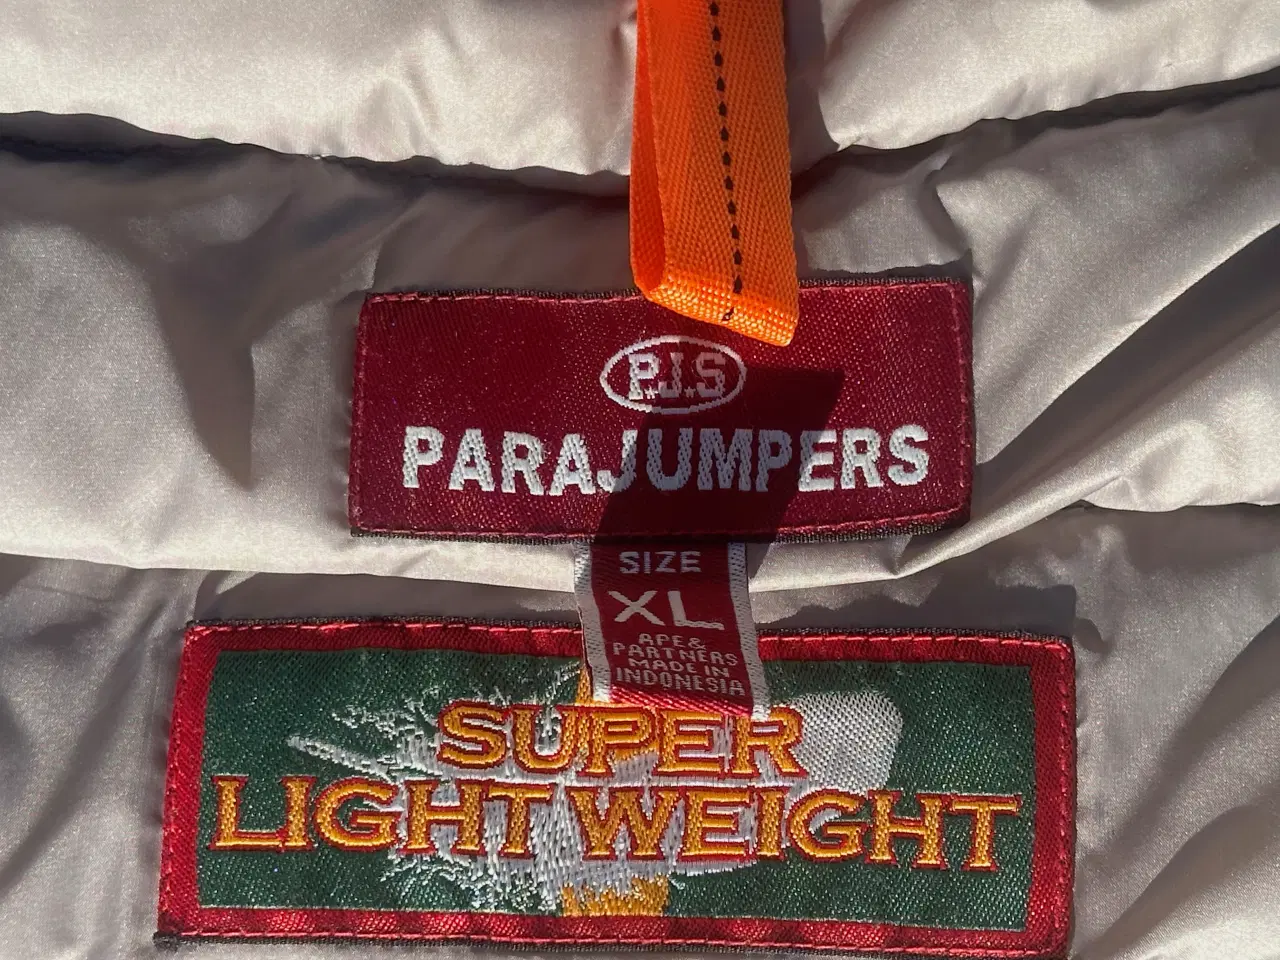 P.J.S
PARAJUMPERS
SIZE
XL
APE &
PARTNERS
MADE IN
INDONESIA
SUPER
LIGHT WEIGHT